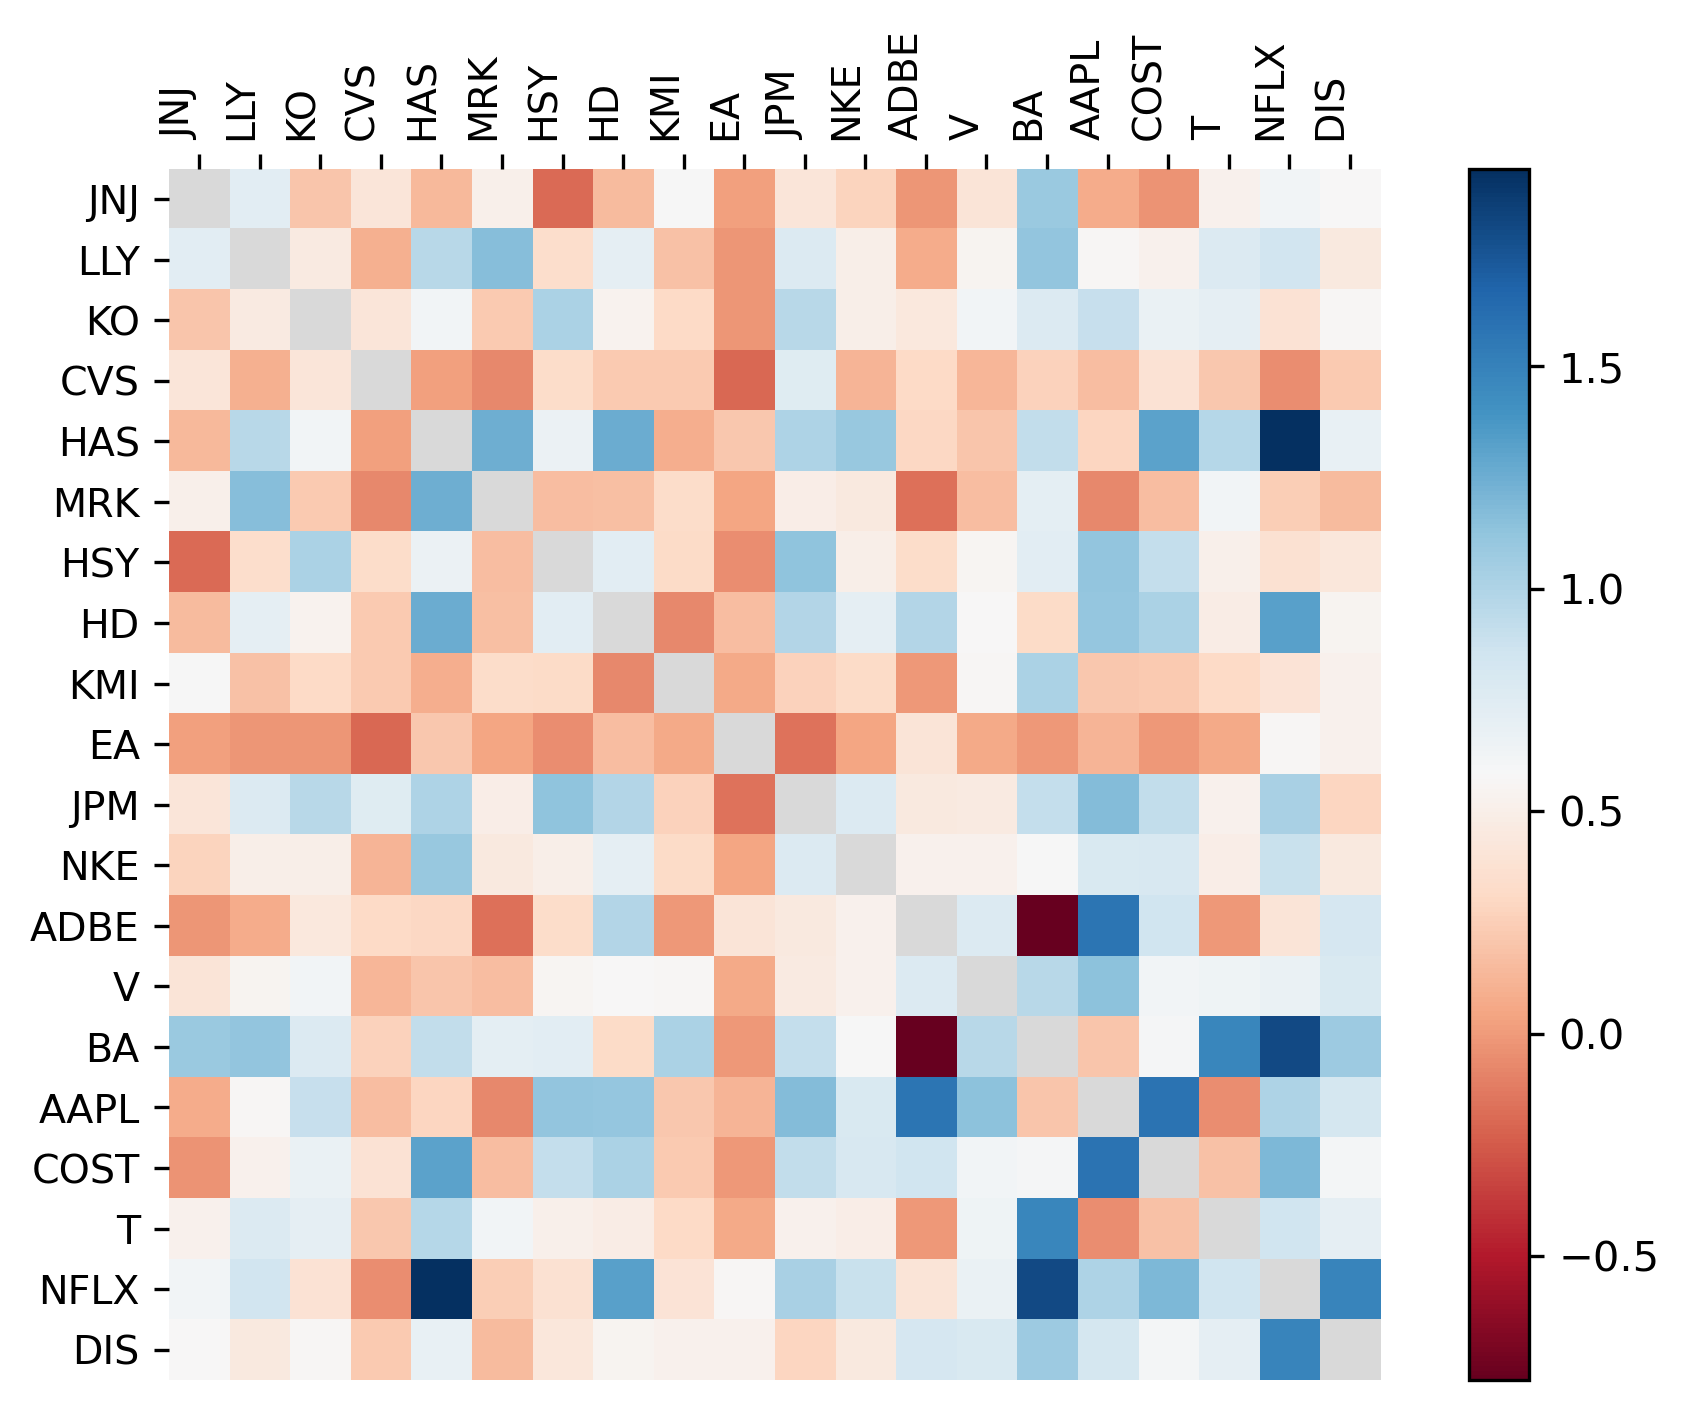 JNJ
LLY
KO
CVS
HAS
MRK
HSY
HD
KMI
EA
JPM
NKE
ADBE
V
BA
AAPL
COST
T
NFLX
DIS
JNJ
LLY
KO
CVS
HAS
MRK
HSY
HD
KMI
EA
JPM
NKE
ADBE
V
BA
AAPL
COST
T
NFLX
DIS
1.5
1.0
0.5
0.0
−0.5